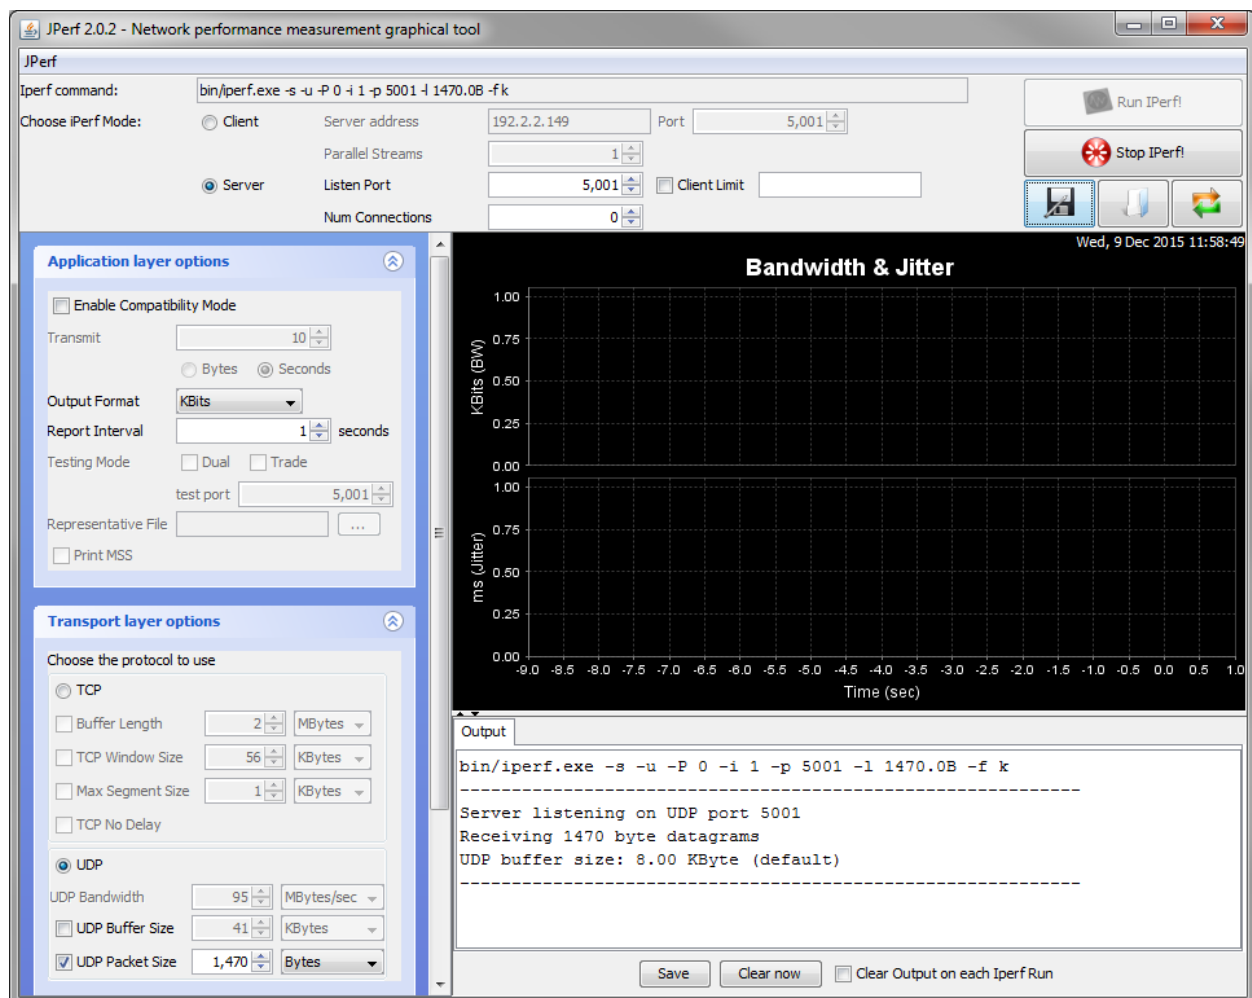 JPerf 2.0.2 - Network performance measurement graphical tool
JPerf
Iperf command: bin/iperf.exe -s -u -P 0 -i 1 -p 5001 -l 1470.0B -f k
Run IPerf!
Choose iPerf Mode: Client Server address 192.2.2.149 Port 5,001
Parallel Streams 1
Stop IPerf!
Server Listen Port 5,001 Client Limit
Num Connections 0
Application layer options
Enable Compatibility Mode
Transmit 10
Bytes Seconds
Output Format KBits
Report Interval 1 seconds
Testing Mode Dual Trade
test port 5,001
Representative File ...
Print MSS
Transport layer options
Choose the protocol to use
TCP
Buffer Length 2 MBytes
TCP Window Size 56 KBytes
Max Segment Size 1 KBytes
TCP No Delay
UDP
UDP Bandwidth 95 MBytes/sec
UDP Buffer Size 41 KBytes
UDP Packet Size 1,470 Bytes
Wed, 9 Dec 2015 11:58:49
Bandwidth & Jitter
KBits (BW)
1.00
0.75
0.50
0.25
0.00
ms (Jitter)
1.00
0.75
0.50
0.25
0.00
-9.0 -8.5 -8.0 -7.5 -7.0 -6.5 -6.0 -5.5 -5.0 -4.5 -4.0 -3.5 -3.0 -2.5 -2.0 -1.5 -1.0 -0.5 0.0 0.5 1.0
Time (sec)
Output
bin/iperf.exe -s -u -P 0 -i 1 -p 5001 -l 1470.0B -f k
------------------------------------------------------------
Server listening on UDP port 5001
Receiving 1470 byte datagrams
UDP buffer size: 8.00 KByte (default)
------------------------------------------------------------
Save Clear now Clear Output on each Iperf Run